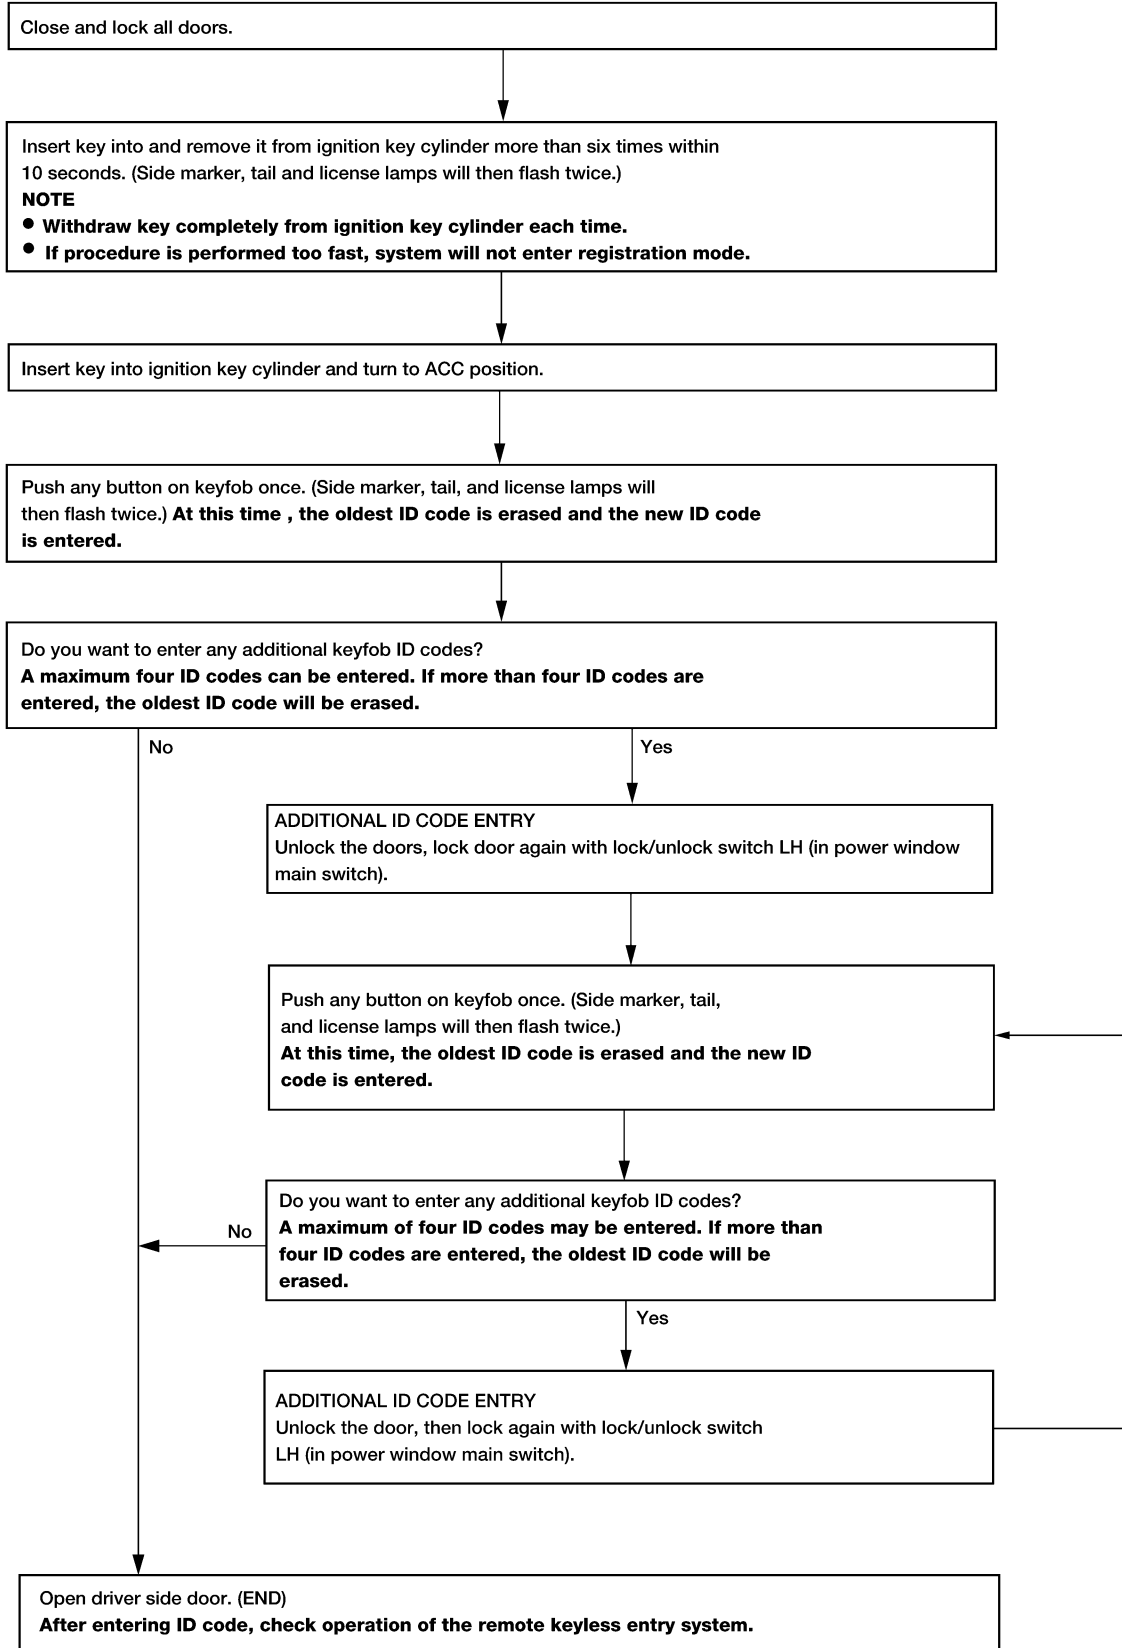 Close and lock all doors.
Insert key into and remove it from ignition key cylinder more than six times within
10 seconds. (Side marker, tail and license lamps will then flash twice.)
NOTE
● Withdraw key completely from ignition key cylinder each time.
● If procedure is performed too fast, system will not enter registration mode.
Insert key into ignition key cylinder and turn to ACC position.
Push any button on keyfob once. (Side marker, tail, and license lamps will
then flash twice.) At this time , the oldest ID code is erased and the new ID code
is entered.
Do you want to enter any additional keyfob ID codes?
A maximum four ID codes can be entered. If more than four ID codes are
entered, the oldest ID code will be erased.
No
Yes
ADDITIONAL ID CODE ENTRY
Unlock the doors, lock door again with lock/unlock switch LH (in power window
main switch).
Push any button on keyfob once. (Side marker, tail,
and license lamps will then flash twice.)
At this time, the oldest ID code is erased and the new ID
code is entered.
Do you want to enter any additional keyfob ID codes?
A maximum of four ID codes may be entered. If more than
four ID codes are entered, the oldest ID code will be
erased.
No
Yes
ADDITIONAL ID CODE ENTRY
Unlock the door, then lock again with lock/unlock switch
LH (in power window main switch).
Open driver side door. (END)
After entering ID code, check operation of the remote keyless entry system.